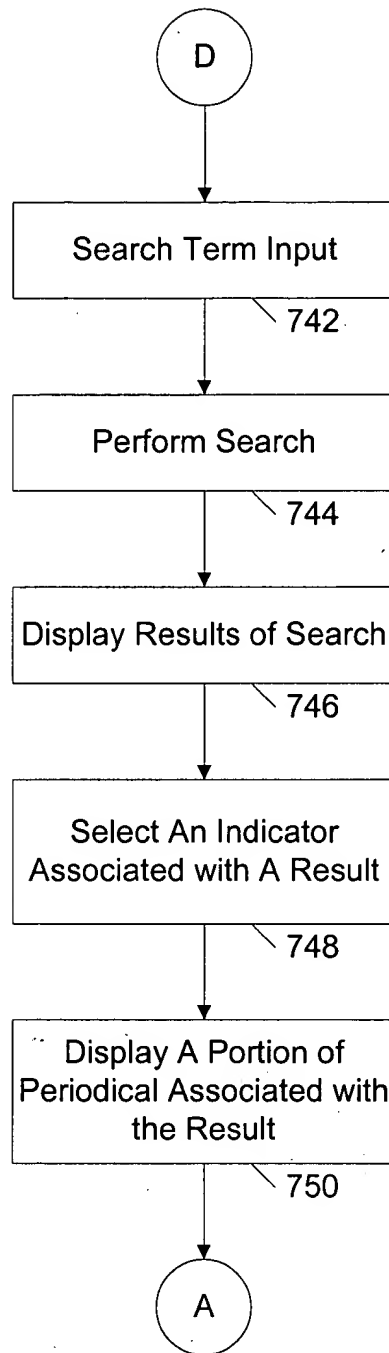 D
Search Term Input
742
Perform Search
744
Display Results of Search
746
Select An Indicator
Associated with A Result
748
Display A Portion of
Periodical Associated with
the Result
750
A